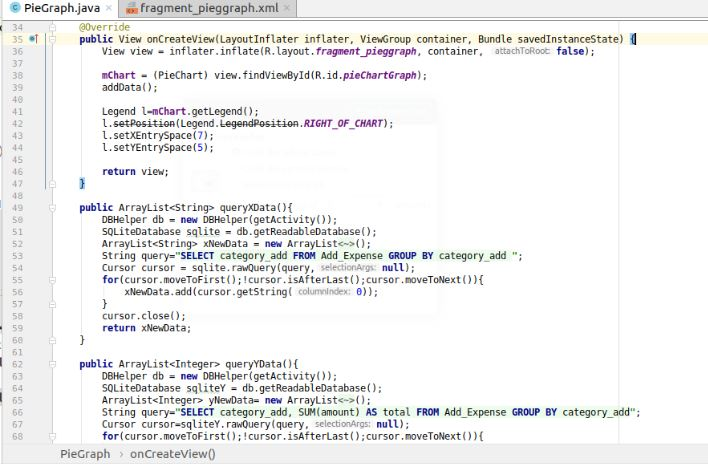 PieGraph.java × fragment_pieggraph.xml ×
34 @Override
35 public View onCreateView(LayoutInflater inflater, ViewGroup container, Bundle savedInstanceState) {
36 View view = inflater.inflate(R.layout.fragment_pieggraph, container, attachToRoot: false);
37
38 mChart = (PieChart) view.findViewById(R.id.pieChartGraph);
39 addData();
40
41 Legend l=mChart.getLegend();
42 l.setPosition(Legend.LegendPosition.RIGHT_OF_CHART);
43 l.setXEntrySpace(7);
44 l.setYEntrySpace(5);
45
46 return view;
47 }
48
49 public ArrayList<String> queryXData(){
50 DBHelper db = new DBHelper(getActivity());
51 SQLiteDatabase sqlite = db.getReadableDatabase();
52 ArrayList<String> xNewData = new ArrayList<~>();
53 String query="SELECT category_add FROM Add_Expense GROUP BY category_add ";
54 Cursor cursor = sqlite.rawQuery(query, selectionArgs: null);
55 for(cursor.moveToFirst();!cursor.isAfterLast();cursor.moveToNext()){
56 xNewData.add(cursor.getString( columnIndex: 0));
57 }
58 cursor.close();
59 return xNewData;
60 }
61
62 public ArrayList<Integer> queryYData(){
63 DBHelper db = new DBHelper(getActivity());
64 SQLiteDatabase sqliteY = db.getReadableDatabase();
65 ArrayList<Integer> yNewData= new ArrayList<~>();
66 String query="SELECT category_add, SUM(amount) AS total FROM Add_Expense GROUP BY category_add";
67 Cursor cursor=sqliteY.rawQuery(query, selectionArgs: null);
68 for(cursor.moveToFirst();!cursor.isAfterLast();cursor.moveToNext()){
PieGraph › onCreateView()